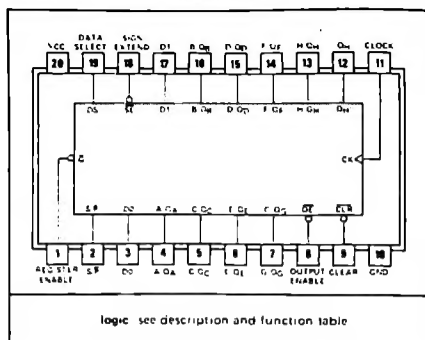 VCC DATA SELECT SIGN EXTEND D1 B/QB D/QD F/QF H/QH QH' CLOCK
20 19 18 17 16 15 14 13 12 11
DS SE D1 B/QB D/QD F/QF H/QH QH'
G CK
S/P D0 A/QA C/QC E/QE G/QG OE CLR
1 2 3 4 5 6 7 8 9 10
REGISTER ENABLE S/P D0 A/QA C/QC E/QE G/QG OUTPUT ENABLE CLEAR GND
logic see description and function table